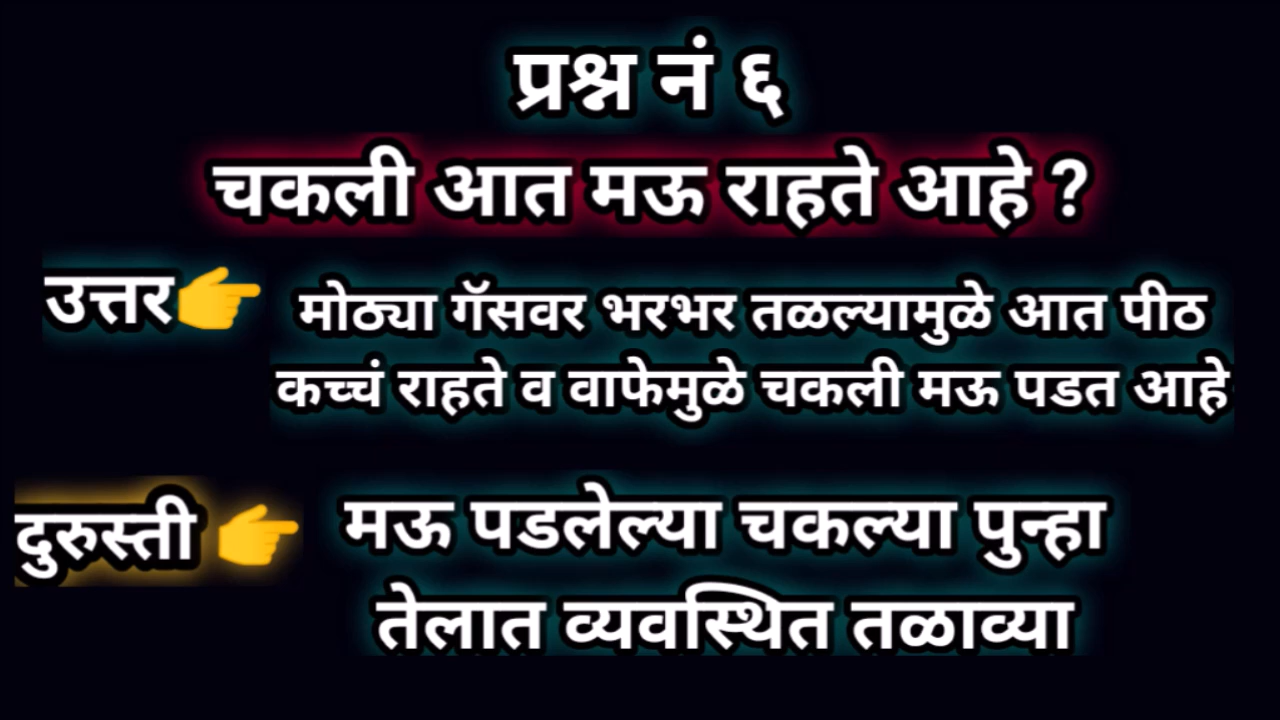 प्रश्न नं ६
चकली आत मऊ राहते आहे ?
उत्तर👉 मोठ्या गॅसवर भरभर तळल्यामुळे आत पीठ
कच्चं राहते व वाफेमुळे चकली मऊ पडत आहे
दुरुस्ती 👉 मऊ पडलेल्या चकल्या पुन्हा
तेलात व्यवस्थित तळाव्या